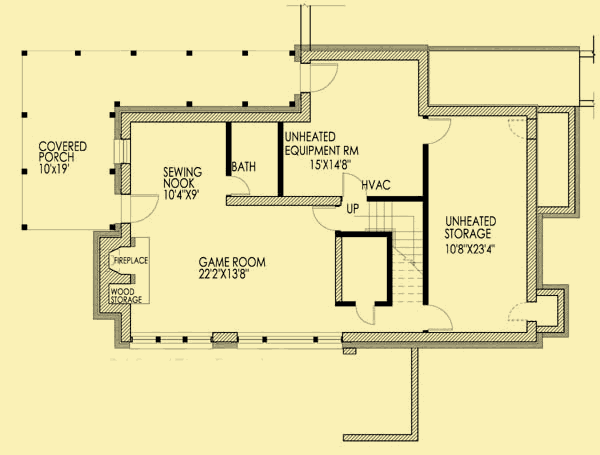 UNHEATED
EQUIPMENT RM
15'X14'8"
COVERED
PORCH
10'x19'
SEWING
NOOK
10'4"X9'
BATH
HVAC
UP
UNHEATED
STORAGE
10'8"X23'4"
GAME ROOM
22'2"X13'8"
FIREPLACE
WOOD
STORAGE